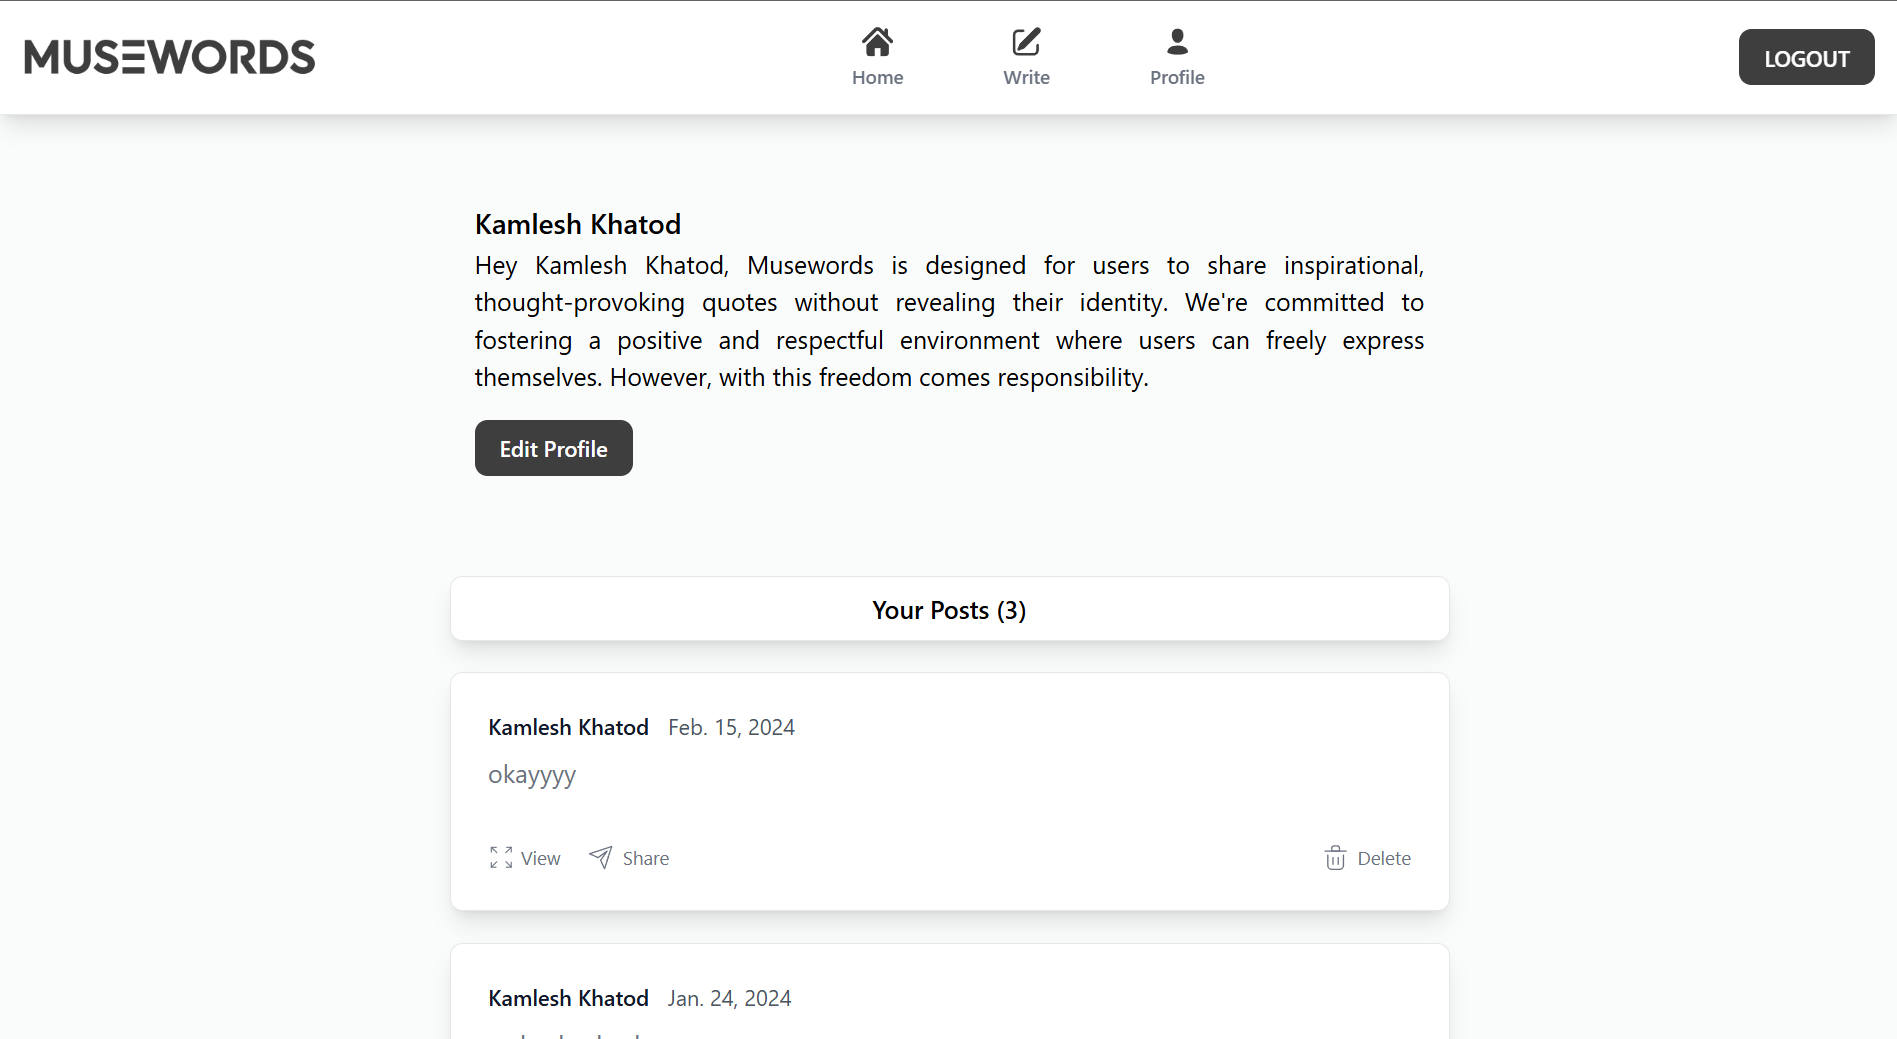 MUSEWORDS
Home
Write
Profile
LOGOUT
Kamlesh Khatod
Hey Kamlesh Khatod, Musewords is designed for users to share inspirational,
thought-provoking quotes without revealing their identity. We're committed to
fostering a positive and respectful environment where users can freely express
themselves. However, with this freedom comes responsibility.
Edit Profile
Your Posts (3)
Kamlesh Khatod Feb. 15, 2024
okayyyy
View Share Delete
Kamlesh Khatod Jan. 24, 2024